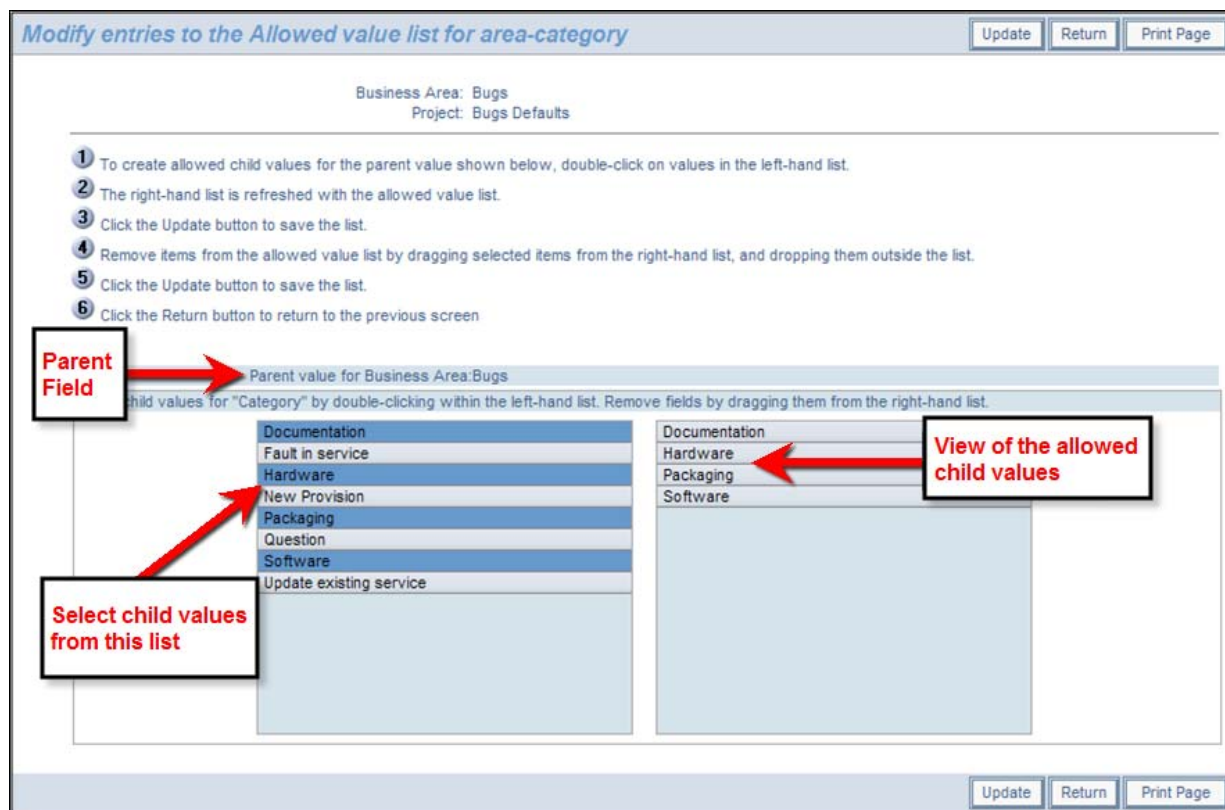 Modify entries to the Allowed value list for area-category
Update
Return
Print Page
Business Area: Bugs
Project: Bugs Defaults
1 To create allowed child values for the parent value shown below, double-click on values in the left-hand list.
2 The right-hand list is refreshed with the allowed value list.
3 Click the Update button to save the list.
4 Remove items from the allowed value list by dragging selected items from the right-hand list, and dropping them outside the list.
5 Click the Update button to save the list.
6 Click the Return button to return to the previous screen
Parent
Field
Parent value for Business Area:Bugs
child values for "Category" by double-clicking within the left-hand list. Remove fields by dragging them from the right-hand list.
Documentation
Fault in service
Hardware
New Provision
Packaging
Question
Software
Update existing service
Documentation
Hardware
Packaging
Software
View of the allowed
child values
Select child values
from this list
Update
Return
Print Page